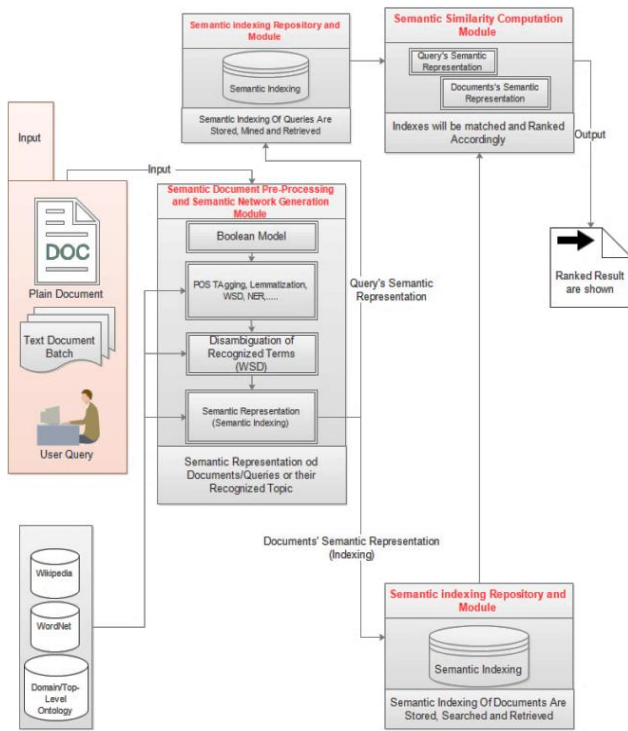 Semantic indexing Repository and
Module
Semantic Indexing
Semantic Indexing Of Queries Are
Stored, Mined and Retrieved
Semantic Similarity Computation
Module
Query's Semantic
Representation
Documents's Semantic
Representation
Indexes will be matched and Ranked
Accordingly
Output
Ranked Result
are shown
Input
Input
DOC
Plain Document
Text Document
Batch
User Query
Semantic Document Pre-Processing
and Semantic Network Generation
Module
Boolean Model
POS TAgging, Lemmatization,
WSD, NER,.....
Disambiguation of
Recognized Terms
(WSD)
Semantic Representation
(Semantic Indexing)
Semantic Representation od
Documents/Queries or their
Recognized Topic
Query's Semantic
Representation
Documents' Semantic Representation
(Indexing)
Wikipedia
WordNet
Domain/Top-
Level
Ontology
Semantic indexing Repository and
Module
Semantic Indexing
Semantic Indexing Of Documents Are
Stored, Searched and Retrieved